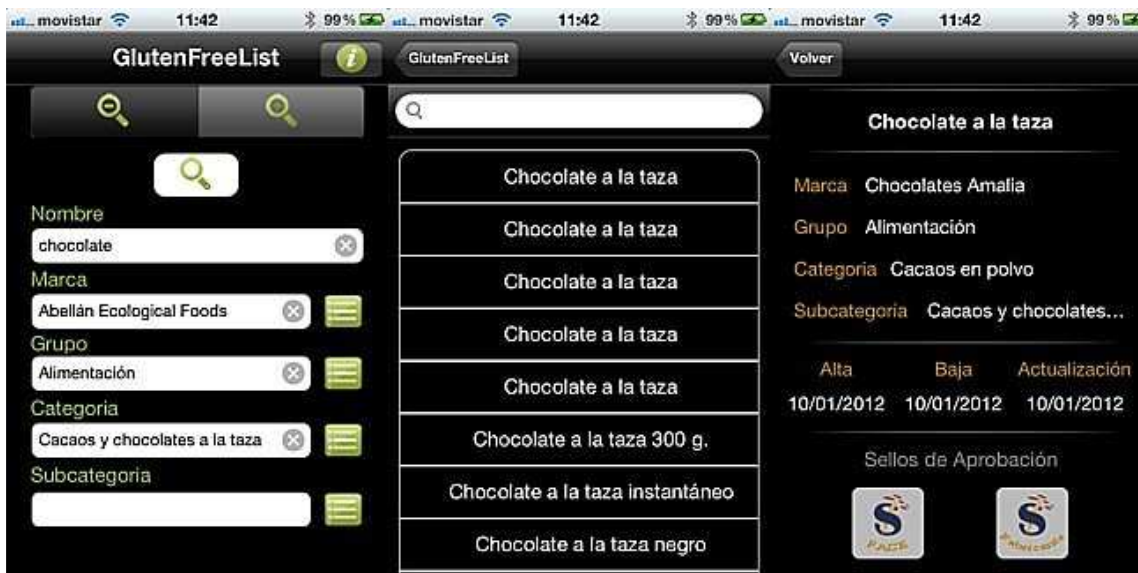 movistar 11:42 99%
GlutenFreeList
Nombre
chocolate
Marca
Abellán Ecological Foods
Grupo
Alimentación
Categoria
Cacaos y chocolates a la taza
Subcategoria
movistar 11:42 99%
GlutenFreeList
Chocolate a la taza
Chocolate a la taza
Chocolate a la taza
Chocolate a la taza
Chocolate a la taza
Chocolate a la taza 300 g.
Chocolate a la taza instantáneo
Chocolate a la taza negro
movistar 11:42 99%
Volver
Chocolate a la taza
Marca Chocolates Amalia
Grupo Alimentación
Categoria Cacaos en polvo
Subcategoria Cacaos y chocolates...
Alta Baja Actualización
10/01/2012 10/01/2012 10/01/2012
Sellos de Aprobación
S
FACE
S